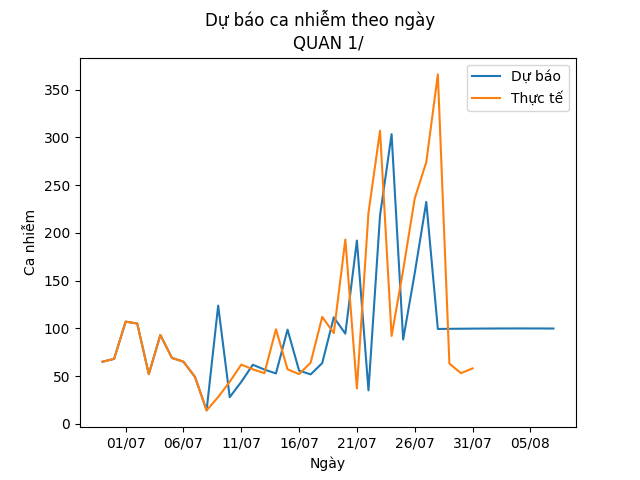 Dự báo ca nhiễm theo ngày
QUAN 1/
Dự báo
Thực tế
Ca nhiễm
350
300
250
200
150
100
50
0
01/07 06/07 11/07 16/07 21/07 26/07 31/07 05/08
Ngày